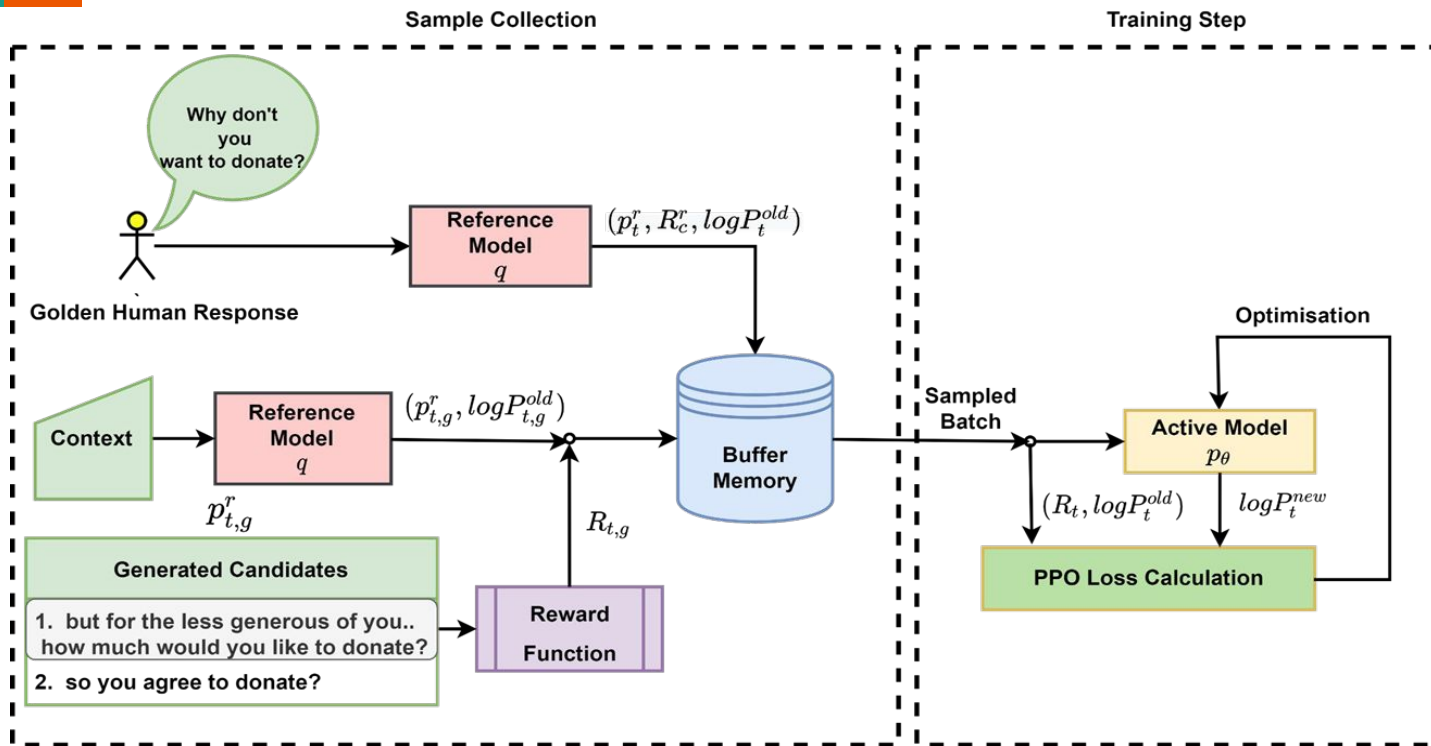 Sample Collection
Training Step
Why don't
you
want to donate?
Golden Human Response
Reference
Model
q
(p_t^r, R_c^r, logP_t^{old})
Context
Reference
Model
q
(p_{t,g}^r, logP_{t,g}^{old})
p_{t,g}^r
R_{t,g}
Generated Candidates
1. but for the less generous of you..
how much would you like to donate?
2. so you agree to donate?
Reward
Function
Buffer
Memory
Sampled
Batch
Optimisation
Active Model
p_θ
(R_t, logP_t^{old})
logP_t^{new}
PPO Loss Calculation